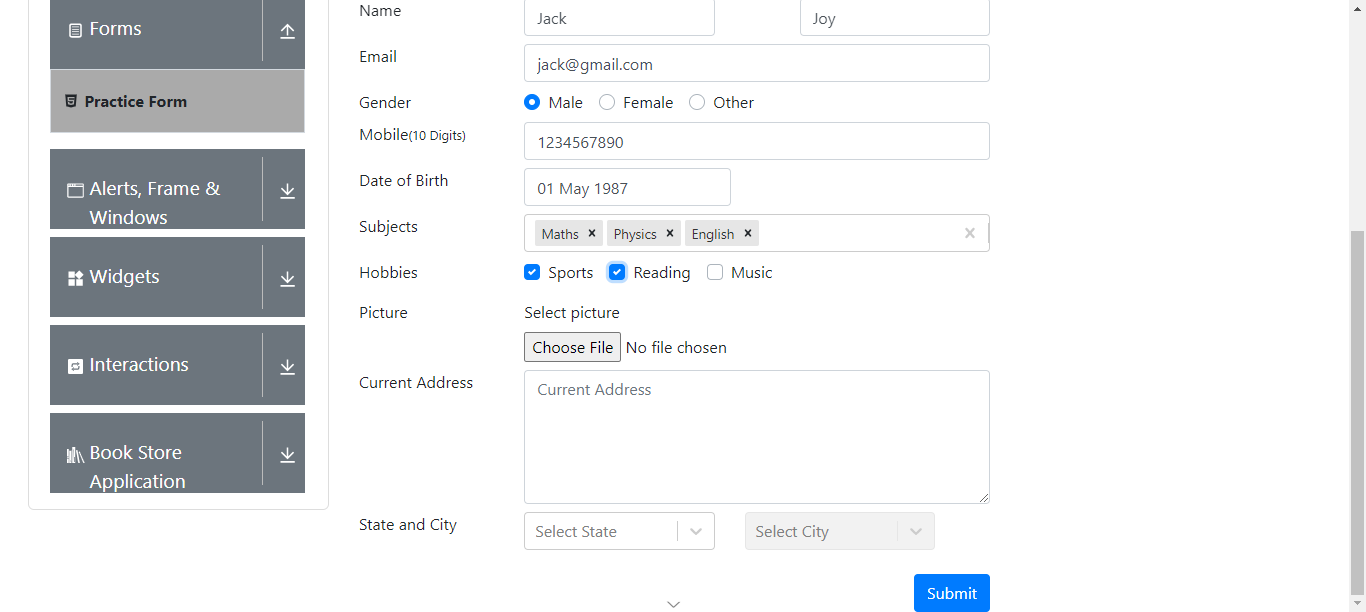 Forms
Practice Form
Alerts, Frame &
Windows
Widgets
Interactions
Book Store
Application
Name Jack Joy
Email jack@gmail.com
Gender Male Female Other
Mobile(10 Digits) 1234567890
Date of Birth 01 May 1987
Subjects Maths Physics English
Hobbies Sports Reading Music
Picture Select picture
Choose File No file chosen
Current Address Current Address
State and City Select State Select City
Submit